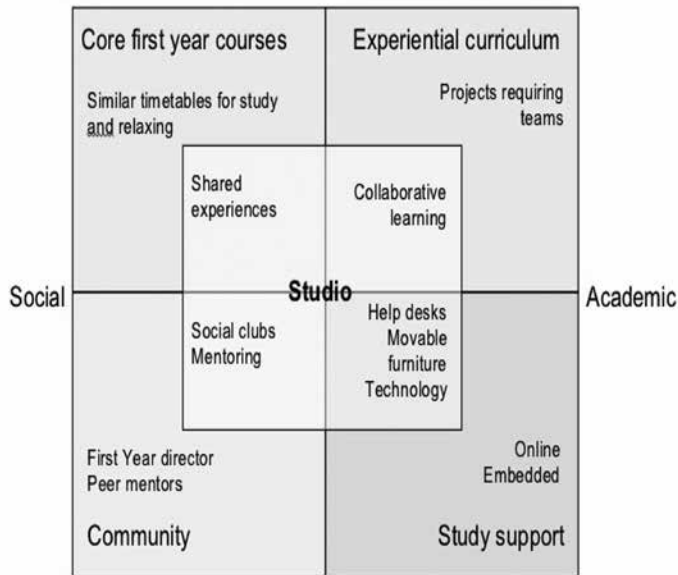 Core first year courses
Experiential curriculum
Similar timetables for study
and relaxing
Projects requiring
teams
Shared
experiences
Collaborative
learning
Social
Studio
Academic
Social clubs
Mentoring
Help desks
Movable
furniture
Technology
First Year director
Peer mentors
Online
Embedded
Community
Study support